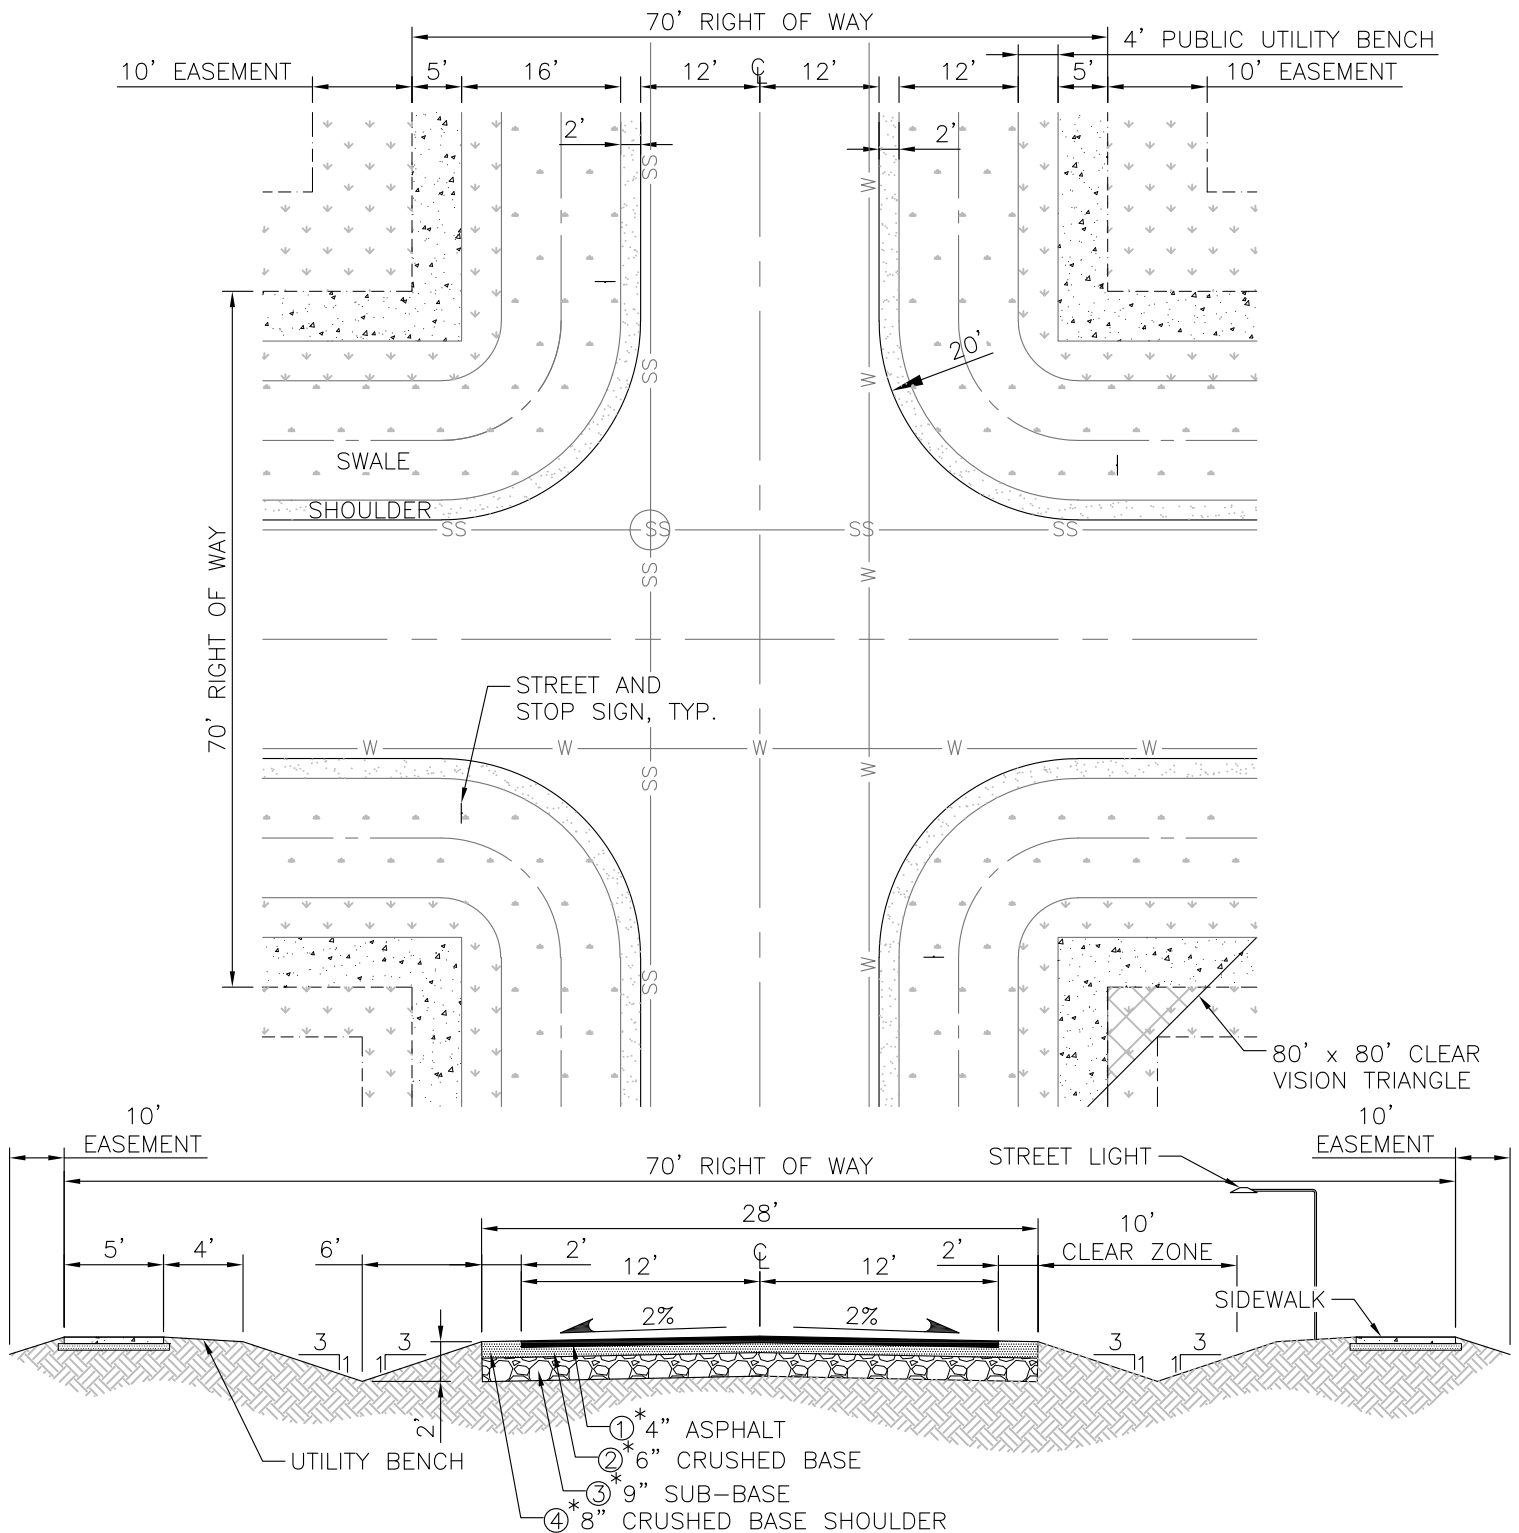 70' RIGHT OF WAY
4' PUBLIC UTILITY BENCH
10' EASEMENT
5'
16'
12'
℄
12'
12'
5'
10' EASEMENT
2'
2'
SS
W
SS
W
20'
SWALE
SHOULDER
SS
SS
SS
SS
SS
W
70' RIGHT OF WAY
STREET AND
STOP SIGN, TYP.
W
W
W
W
W
SS
W
SS
W
80' x 80' CLEAR
VISION TRIANGLE
10'
EASEMENT
10'
EASEMENT
70' RIGHT OF WAY
STREET LIGHT
28'
5'
4'
6'
2'
12'
℄
12'
2'
10'
CLEAR ZONE
SIDEWALK
2%
2%
3
1
3
1
3
1
3
1
2'
UTILITY BENCH
1 * 4" ASPHALT
2 * 6" CRUSHED BASE
3 * 9" SUB-BASE
4 * 8" CRUSHED BASE SHOULDER